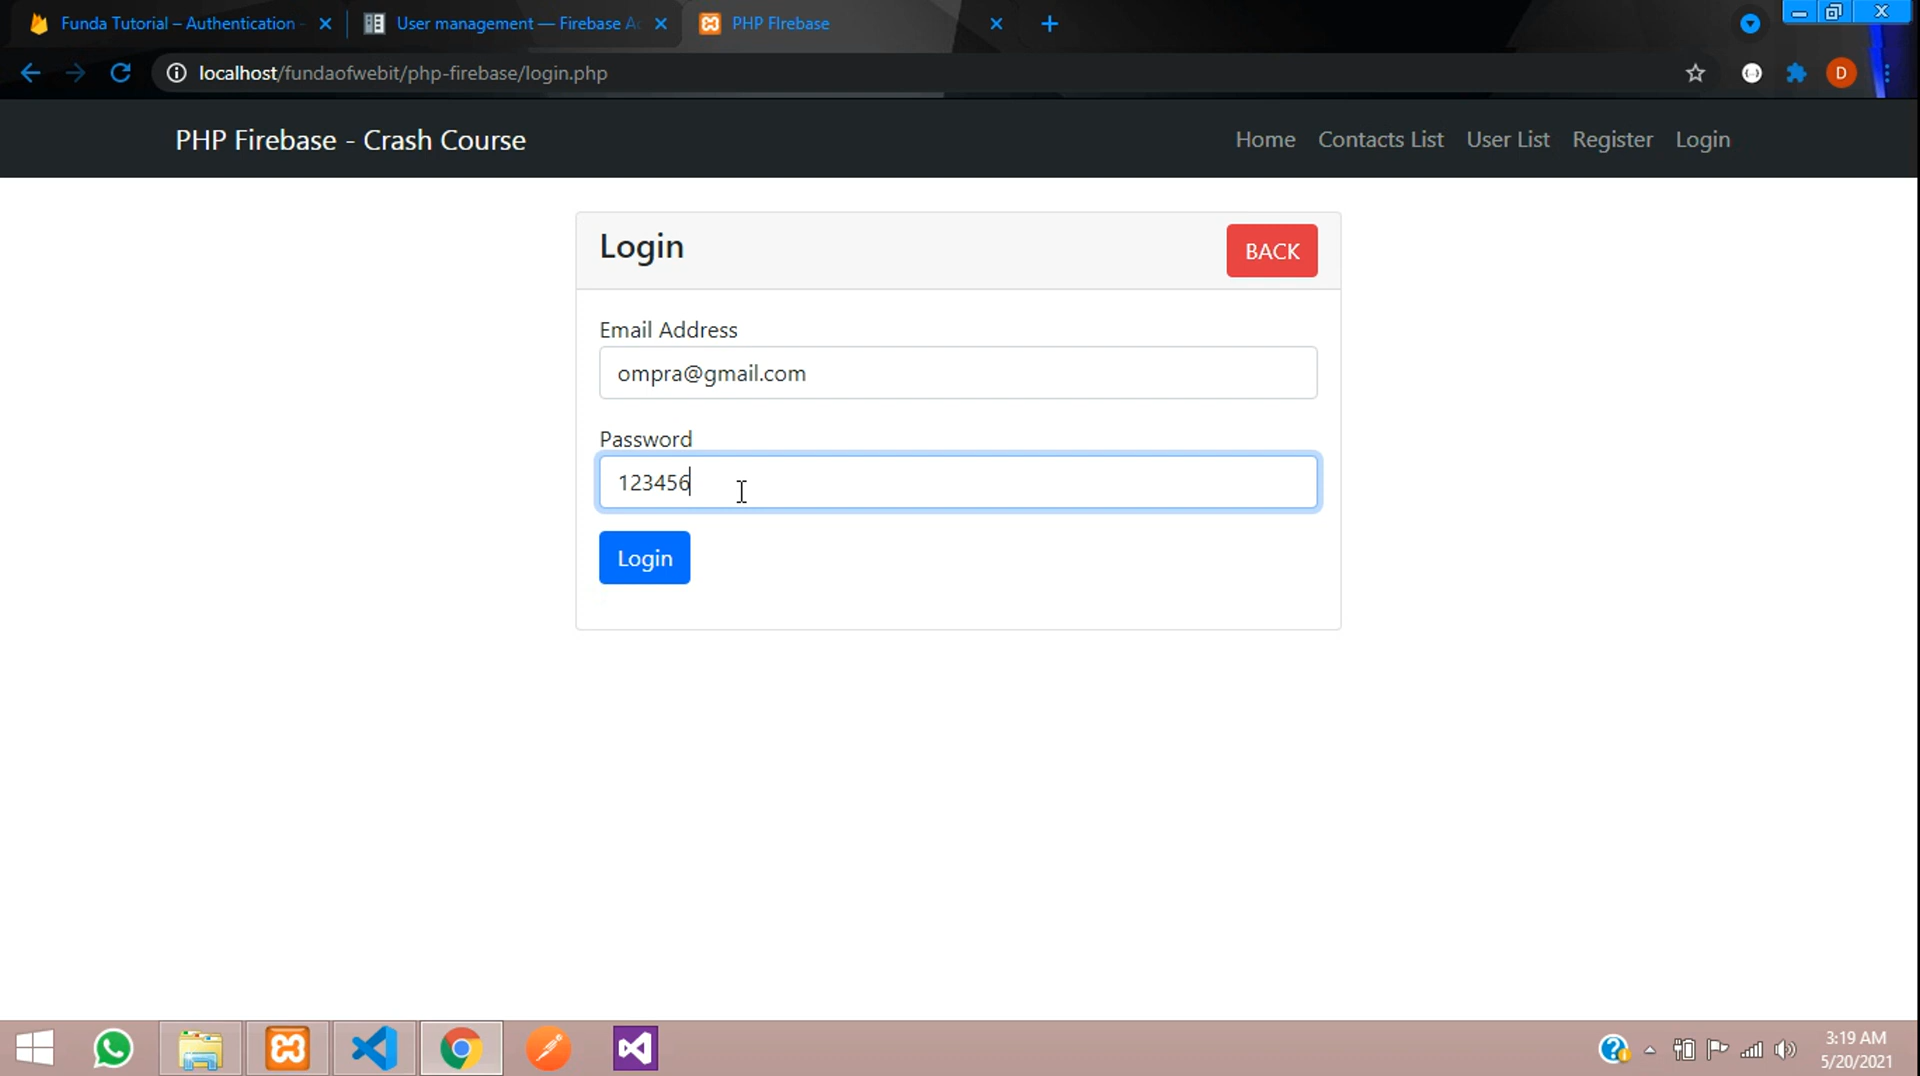 Funda Tutorial – Authentication -
User management — Firebase Ad
PHP FIrebase
localhost/fundaofwebit/php-firebase/login.php
D
PHP Firebase - Crash Course
Home Contacts List User List Register Login
Login
BACK
Email Address
ompra@gmail.com
Password
123456
Login
3:19 AM
5/20/2021